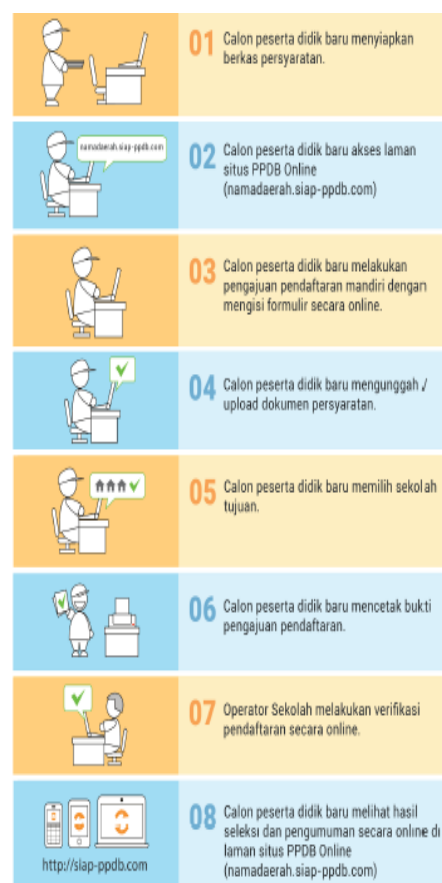 01
Calon peserta didik baru menyiapkan
berkas persyaratan.
namadaerah.siap-ppdb.com
02
Calon peserta didik baru akses laman
situs PPDB Online
(namadaerah.siap-ppdb.com)
03
Calon peserta didik baru melakukan
pengajuan pendaftaran mandiri dengan
mengisi formulir secara online.
04
Calon peserta didik baru mengunggah /
upload dokumen persyaratan.
05
Calon peserta didik baru memilih sekolah
tujuan.
06
Calon peserta didik baru mencetak bukti
pengajuan pendaftaran.
07
Operator Sekolah melakukan verifikasi
pendaftaran secara online.
http://siap-ppdb.com
08
Calon peserta didik baru melihat hasil
seleksi dan pengumuman secara online di
laman situs PPDB Online
(namadaerah.siap-ppdb.com)